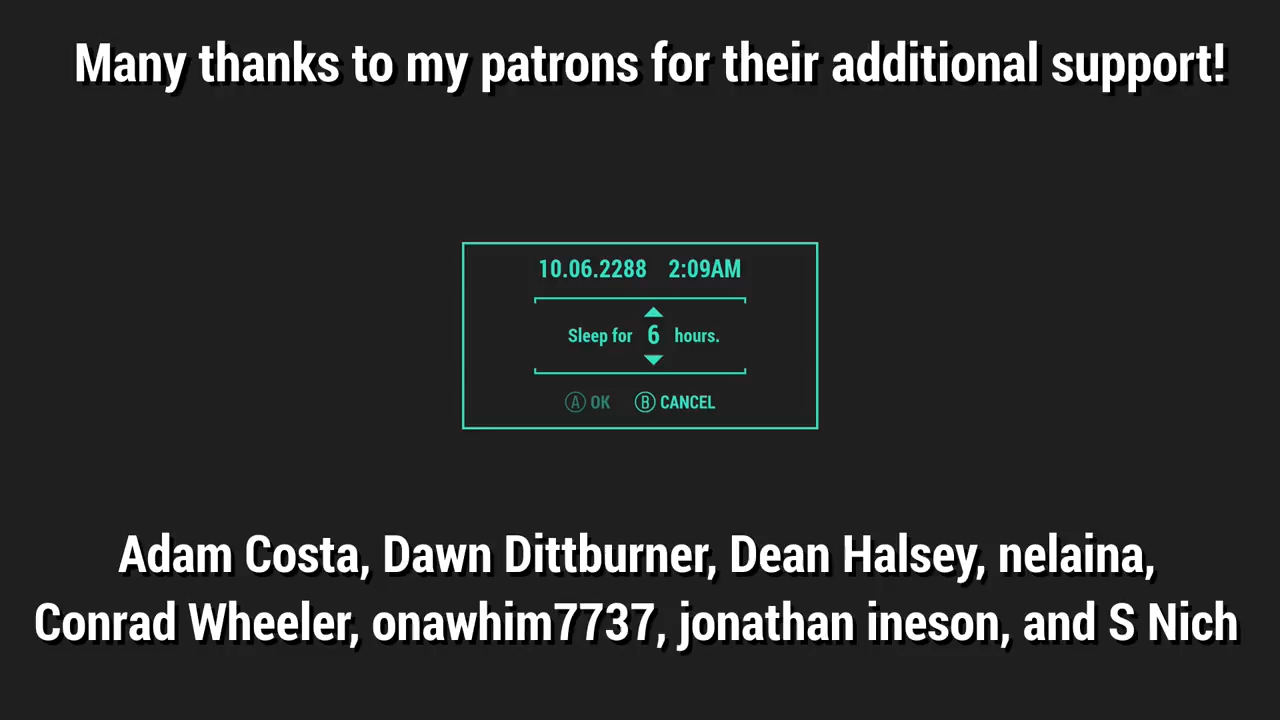 Many thanks to my patrons for their additional support!
10.06.2288 2:09AM
Sleep for 6 hours.
A OK B CANCEL
Adam Costa, Dawn Dittburner, Dean Halsey, nelaina,
Conrad Wheeler, onawhim7737, jonathan ineson, and S Nich